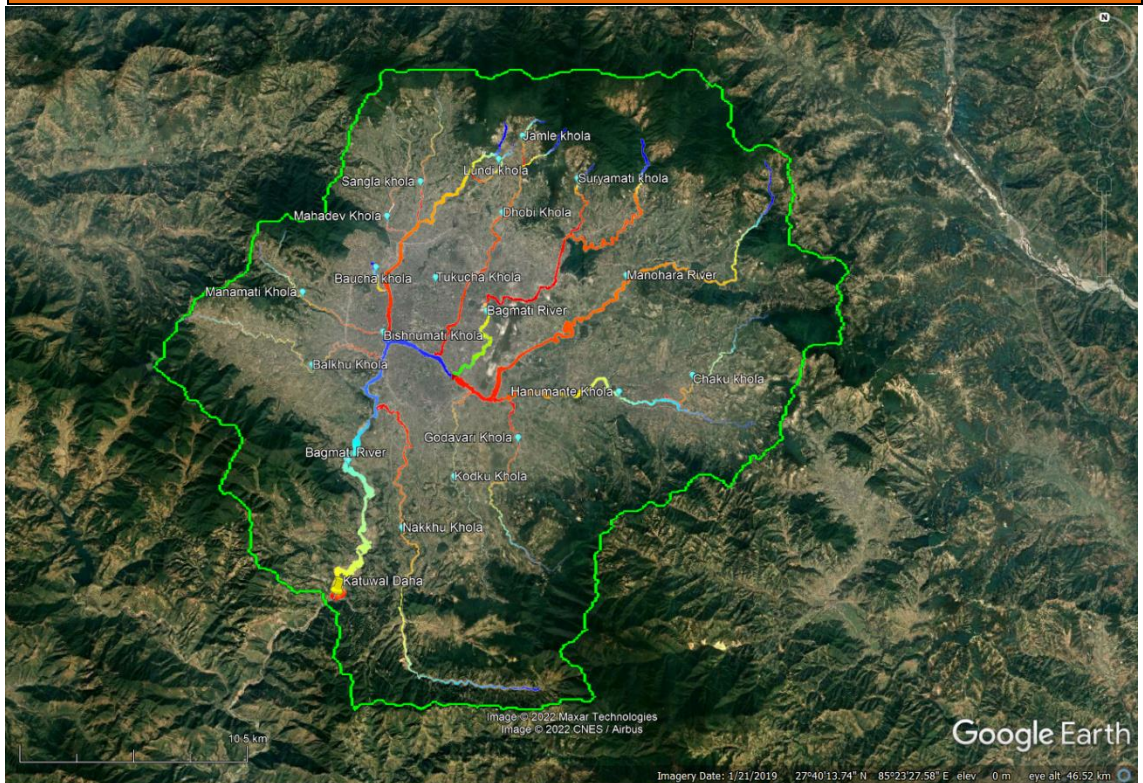 N
Jamle khola
Lundi khola
Sangla khola
Suryamati khola
Mahadev Khola
Dhobi Khola
Baucha khola
Tukucha Khola
Manohara River
Manamati Khola
Bagmati River
Bishnumati Khola
Balkhu Khola
Hanumante Khola
Chaku khola
Godavari Khola
Bagmati River
Kodku Khola
Nakkhu Khola
Katuwal Daha
Image © 2022 Maxar Technologies
Image © 2022 CNES / Airbus
10.5 km
Google Earth
Imagery Date: 1/21/2019 27°40'13.74" N 85°23'27.58" E elev 0 m eye alt 46.52 km